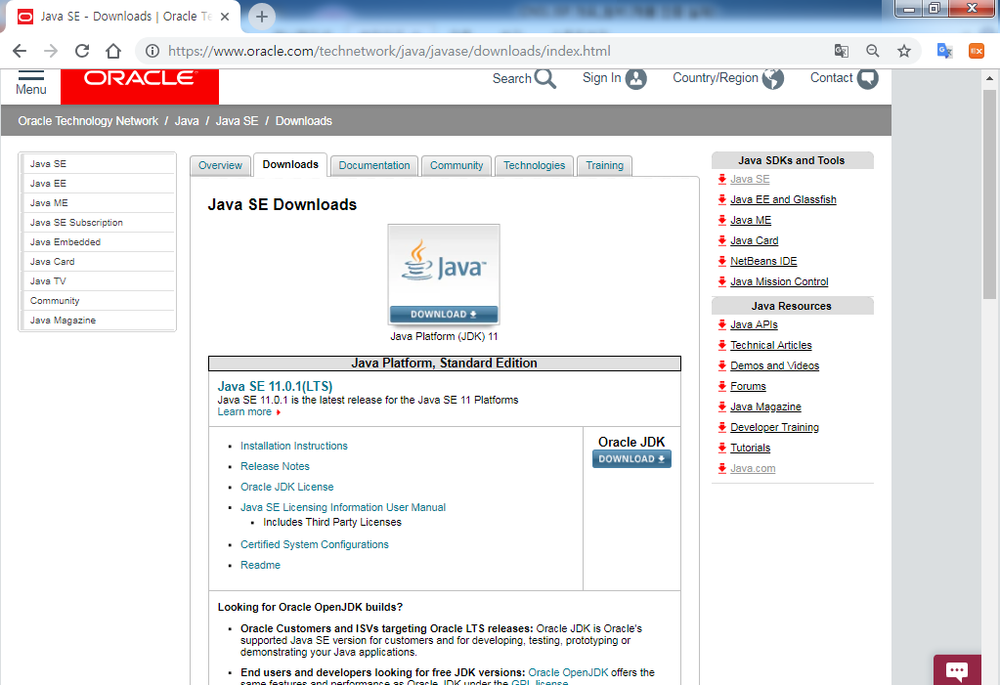 Java SE - Downloads | Oracle Te
https://www.oracle.com/technetwork/java/javase/downloads/index.html
Menu
ORACLE
Search
Sign In
Country/Region
Contact
Oracle Technology Network / Java / Java SE / Downloads
Java SE
Java EE
Java ME
Java SE Subscription
Java Embedded
Java Card
Java TV
Community
Java Magazine
Overview
Downloads
Documentation
Community
Technologies
Training
Java SE Downloads
Java™
DOWNLOAD
Java Platform (JDK) 11
Java Platform, Standard Edition
Java SE 11.0.1(LTS)
Java SE 11.0.1 is the latest release for the Java SE 11 Platforms
Learn more
Installation Instructions
Release Notes
Oracle JDK License
Java SE Licensing Information User Manual
Includes Third Party Licenses
Certified System Configurations
Readme
Oracle JDK
DOWNLOAD
Looking for Oracle OpenJDK builds?
Oracle Customers and ISVs targeting Oracle LTS releases: Oracle JDK is Oracle's
supported Java SE version for customers and for developing, testing, prototyping or
demonstrating your Java applications.
End users and developers looking for free JDK versions: Oracle OpenJDK offers the
same features and performance as Oracle JDK under the GPL license
Java SDKs and Tools
Java SE
Java EE and Glassfish
Java ME
Java Card
NetBeans IDE
Java Mission Control
Java Resources
Java APIs
Technical Articles
Demos and Videos
Forums
Java Magazine
Developer Training
Tutorials
Java.com